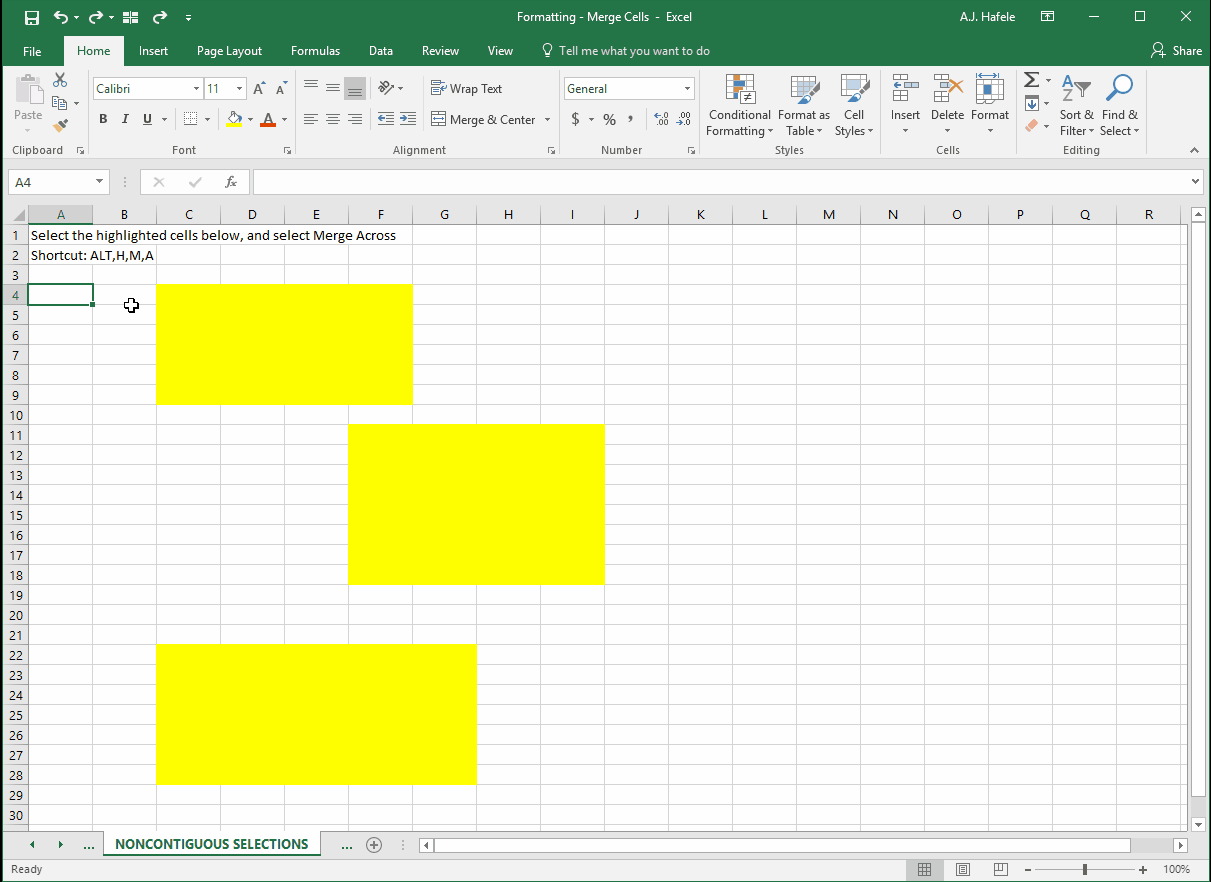 Formatting - Merge Cells - Excel
A.J. Hafele
File Home Insert Page Layout Formulas Data Review View Tell me what you want to do Share
Paste
Clipboard
Calibri 11
B I U A
Font
Wrap Text
Merge & Center
Alignment
General
$ % ,
Number
Conditional Formatting
Format as Table
Cell Styles
Styles
Insert Delete Format
Cells
Sort & Filter
Find & Select
Editing
A4 fx
A B C D E F G H I J K L M N O P Q R
1 Select the highlighted cells below, and select Merge Across
2 Shortcut: ALT,H,M,A
3
4
5
6
7
8
9
10
11
12
13
14
15
16
17
18
19
20
21
22
23
24
25
26
27
28
29
30
... NONCONTIGUOUS SELECTIONS ...
Ready 100%